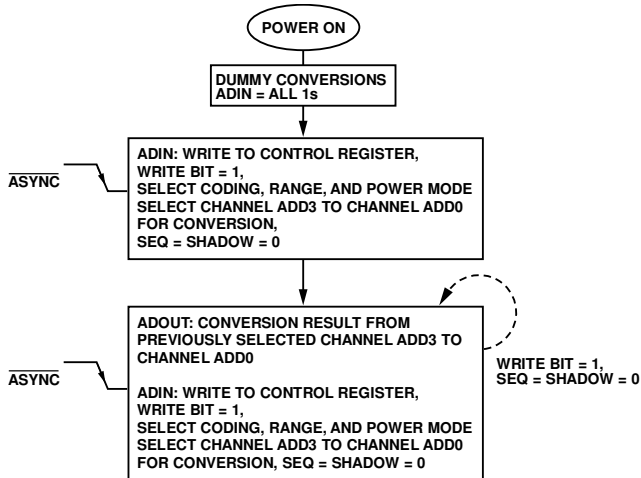 POWER ON
DUMMY CONVERSIONS
ADIN = ALL 1s
ASYNC
ADIN: WRITE TO CONTROL REGISTER,
WRITE BIT = 1,
SELECT CODING, RANGE, AND POWER MODE
SELECT CHANNEL ADD3 TO CHANNEL ADD0
FOR CONVERSION,
SEQ = SHADOW = 0
ASYNC
ADOUT: CONVERSION RESULT FROM
PREVIOUSLY SELECTED CHANNEL ADD3 TO
CHANNEL ADD0
ADIN: WRITE TO CONTROL REGISTER,
WRITE BIT = 1,
SELECT CODING, RANGE, AND POWER MODE
SELECT CHANNEL ADD3 TO CHANNEL ADD0
FOR CONVERSION, SEQ = SHADOW = 0
WRITE BIT = 1,
SEQ = SHADOW = 0